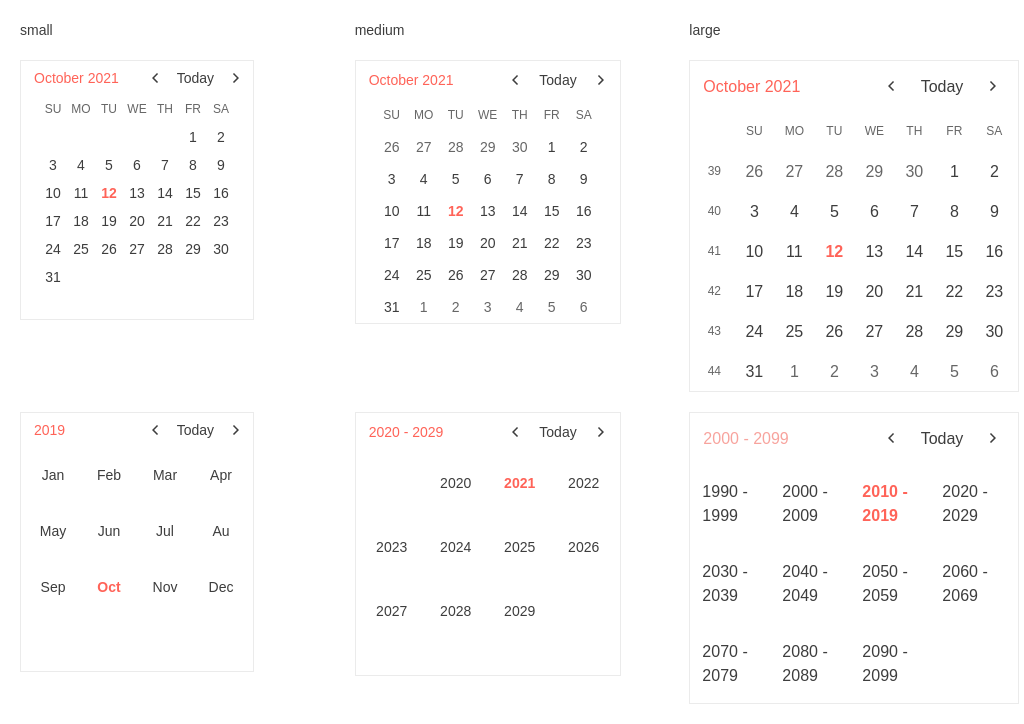 small
October 2021 Today
SU MO TU WE TH FR SA
1 2
3 4 5 6 7 8 9
10 11 12 13 14 15 16
17 18 19 20 21 22 23
24 25 26 27 28 29 30
31
medium
October 2021 Today
SU MO TU WE TH FR SA
26 27 28 29 30 1 2
3 4 5 6 7 8 9
10 11 12 13 14 15 16
17 18 19 20 21 22 23
24 25 26 27 28 29 30
31 1 2 3 4 5 6
large
October 2021 Today
SU MO TU WE TH FR SA
39 26 27 28 29 30 1 2
40 3 4 5 6 7 8 9
41 10 11 12 13 14 15 16
42 17 18 19 20 21 22 23
43 24 25 26 27 28 29 30
44 31 1 2 3 4 5 6
2019 Today
Jan Feb Mar Apr
May Jun Jul Au
Sep Oct Nov Dec
2020 - 2029 Today
2020 2021 2022
2023 2024 2025 2026
2027 2028 2029
2000 - 2099 Today
1990 - 2000 - 2010 - 2020 -
1999 2009 2019 2029
2030 - 2040 - 2050 - 2060 -
2039 2049 2059 2069
2070 - 2080 - 2090 -
2079 2089 2099